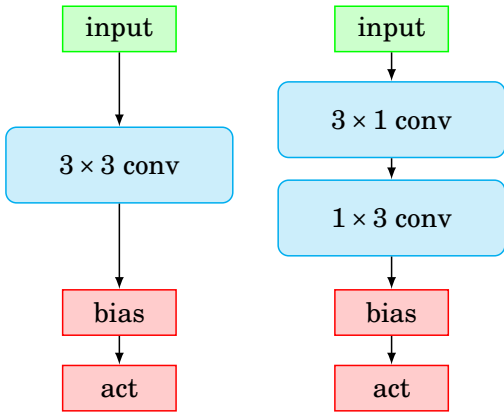 input
3 × 3 conv
bias
act
input
3 × 1 conv
1 × 3 conv
bias
act